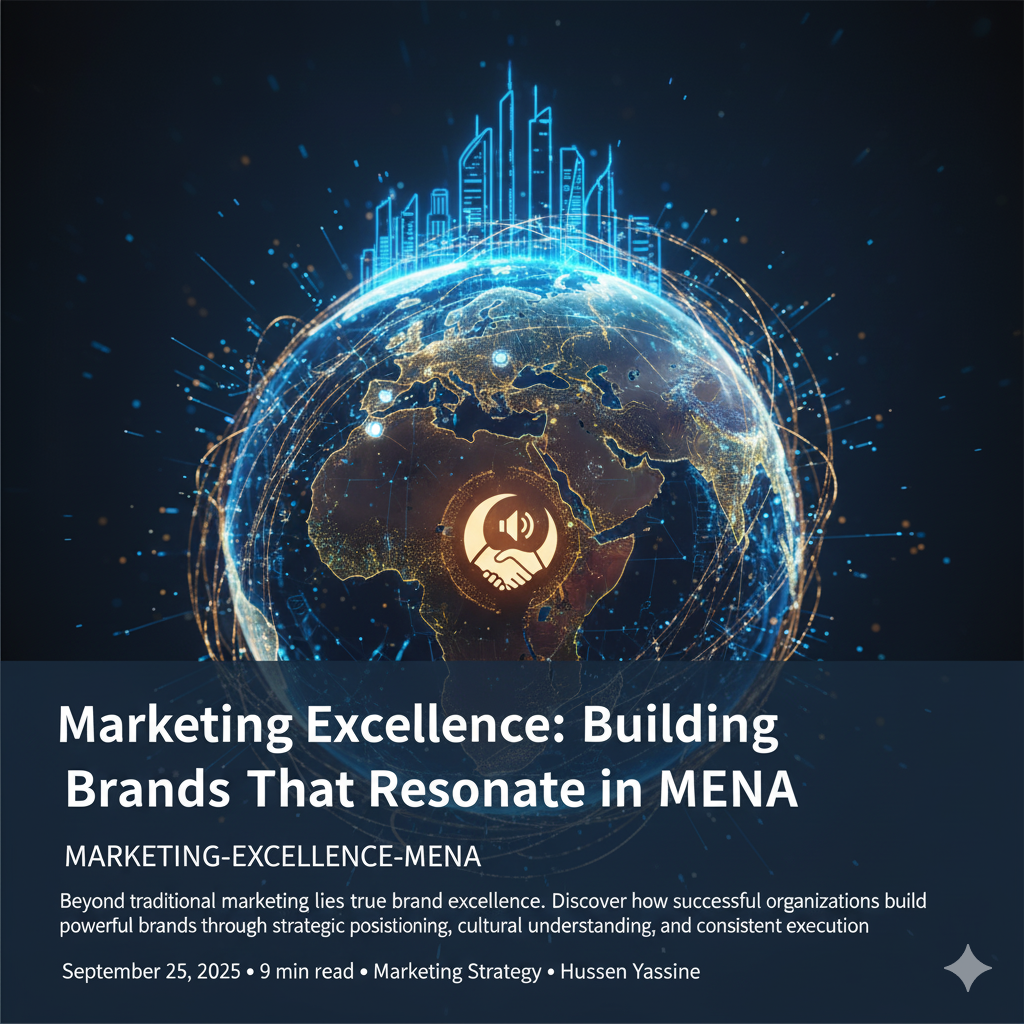 Marketing Excellence: Building
Brands That Resonate in MENA
MARKETING-EXCELLENCE-MENA
Beyond traditional marketing lies true brand excellence. Discover how successful organizations build
powerful brands through strategic posistioning, cultural understanding, and consistent execution
September 25, 2025 • 9 min read • Marketing Strategy • Hussen Yassine